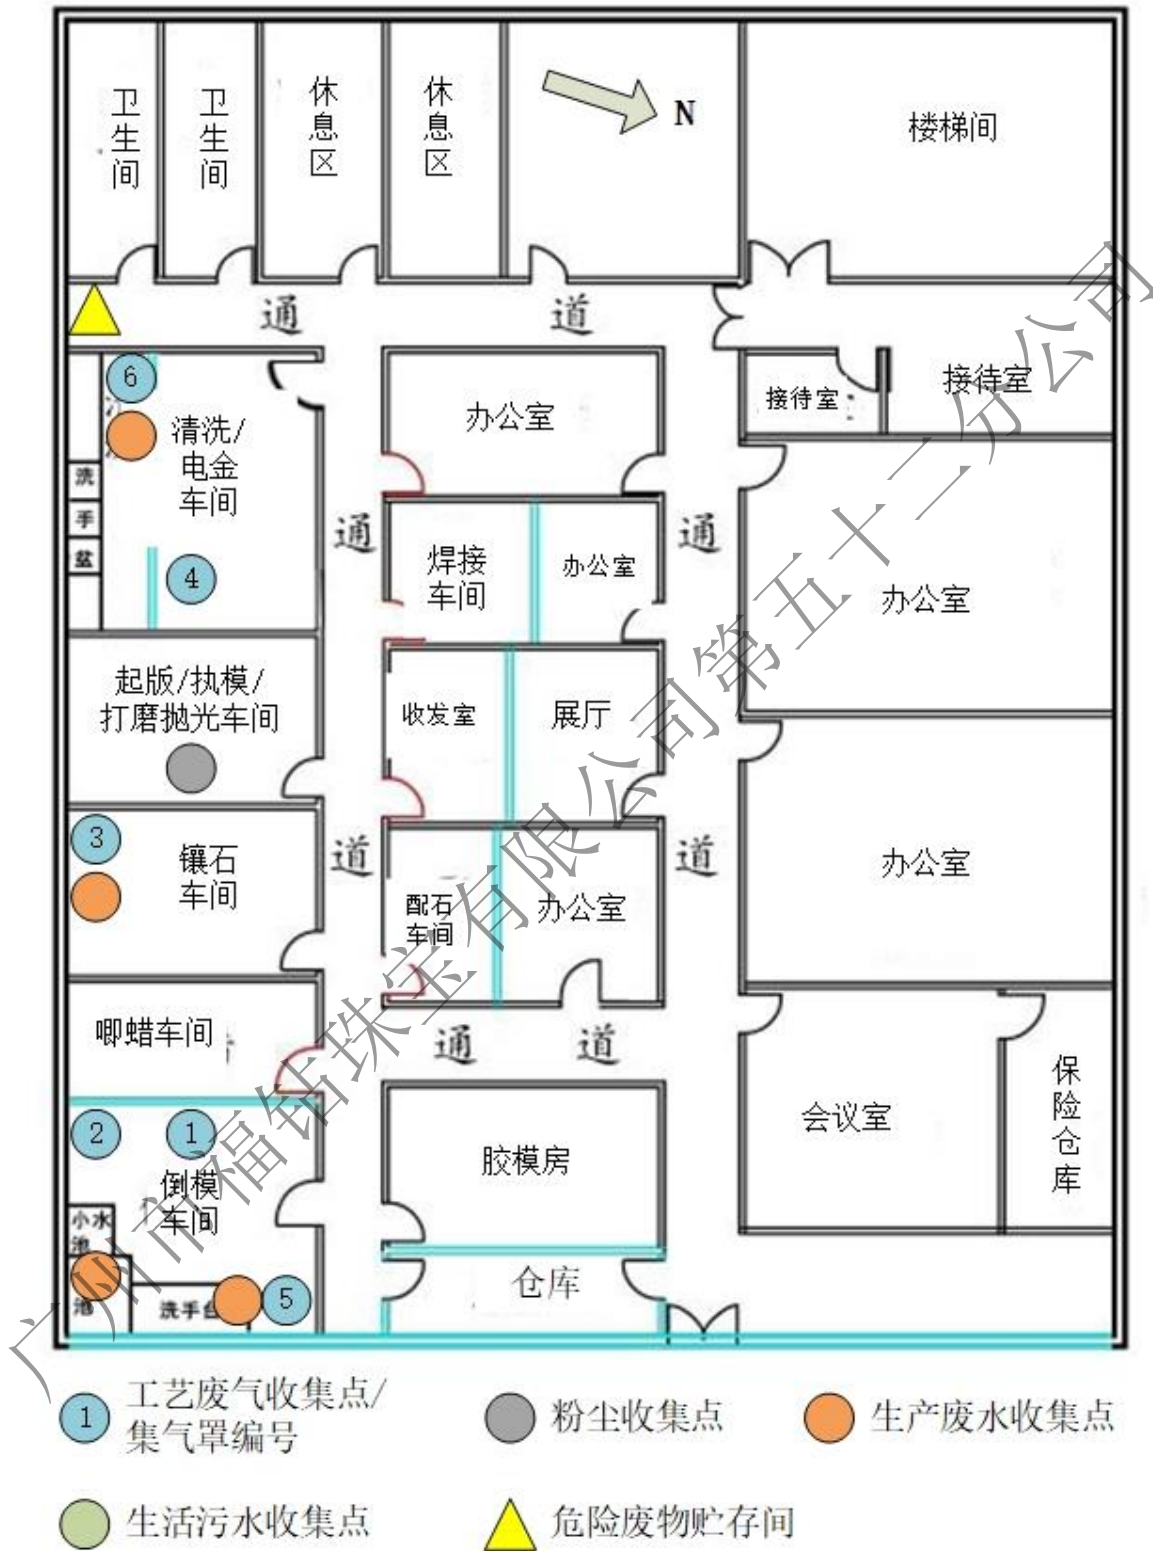 卫生间
卫生间
休息区
休息区
N
楼梯间
通
道
6
清洗/
电金
车间
洗
手
盆
4
办公室
接待室
接待室
通
焊接
车间
办公室
通
办公室
起版/执模/
打磨抛光车间
收发室
展厅
3
镶石
车间
道
配石
车间
办公室
道
办公室
唧蜡车间
通
道
2
1
倒模
车间
小水
池
池
洗手台
5
胶模房
仓库
会议室
保险仓库
广州市福钻珠宝有限公司第五十二分公司
1
工艺废气收集点/
集气罩编号
粉尘收集点
生产废水收集点
生活污水收集点
危险废物贮存间